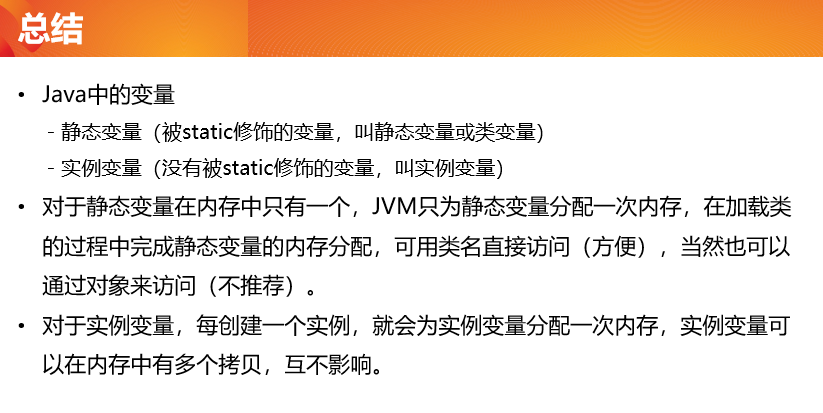 总结
• Java中的变量
- 静态变量（被static修饰的变量，叫静态变量或类变量）
- 实例变量（没有被static修饰的变量，叫实例变量）
• 对于静态变量在内存中只有一个，JVM只为静态变量分配一次内存，在加载类
的过程中完成静态变量的内存分配，可用类名直接访问（方便），当然也可以
通过对象来访问（不推荐）。
• 对于实例变量，每创建一个实例，就会为实例变量分配一次内存，实例变量可
以在内存中有多个拷贝，互不影响。